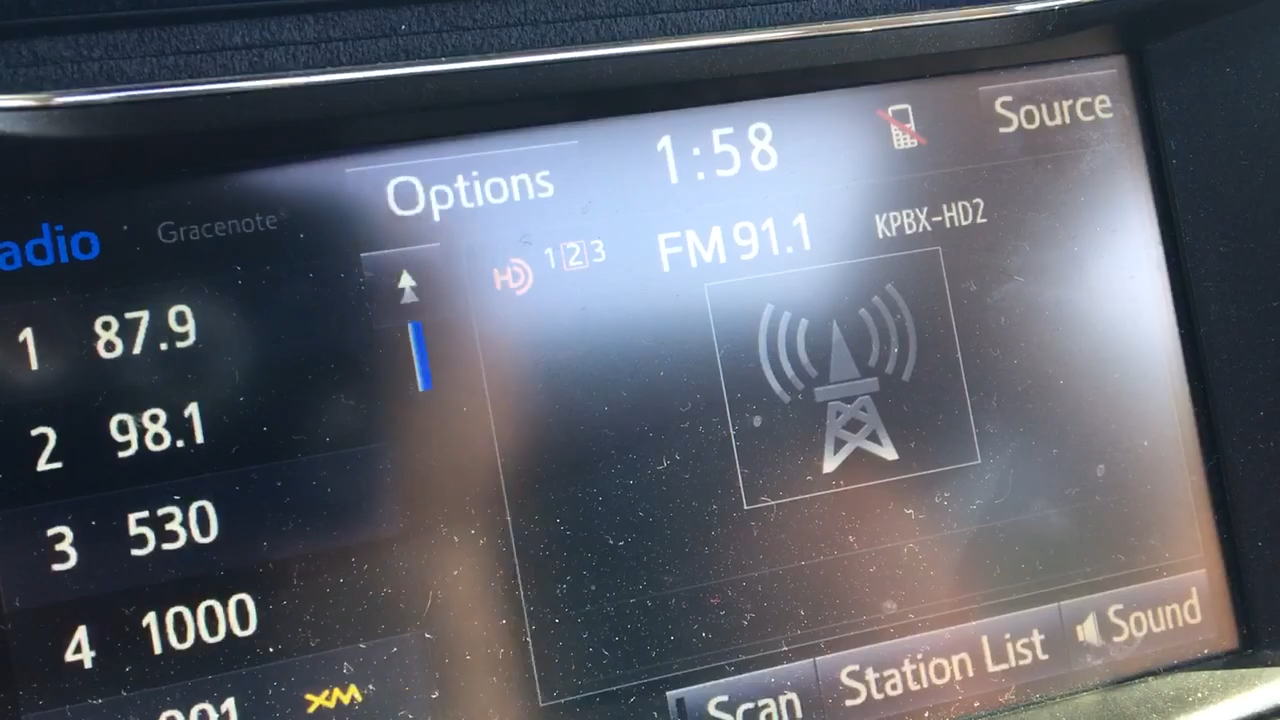 Options
1:58
Source
adio
Gracenote
HD
1 2 3
FM 91.1
KPBX-HD2
1 87.9
2 98.1
3 530
4 1000
XM
Scan
Station List
Sound